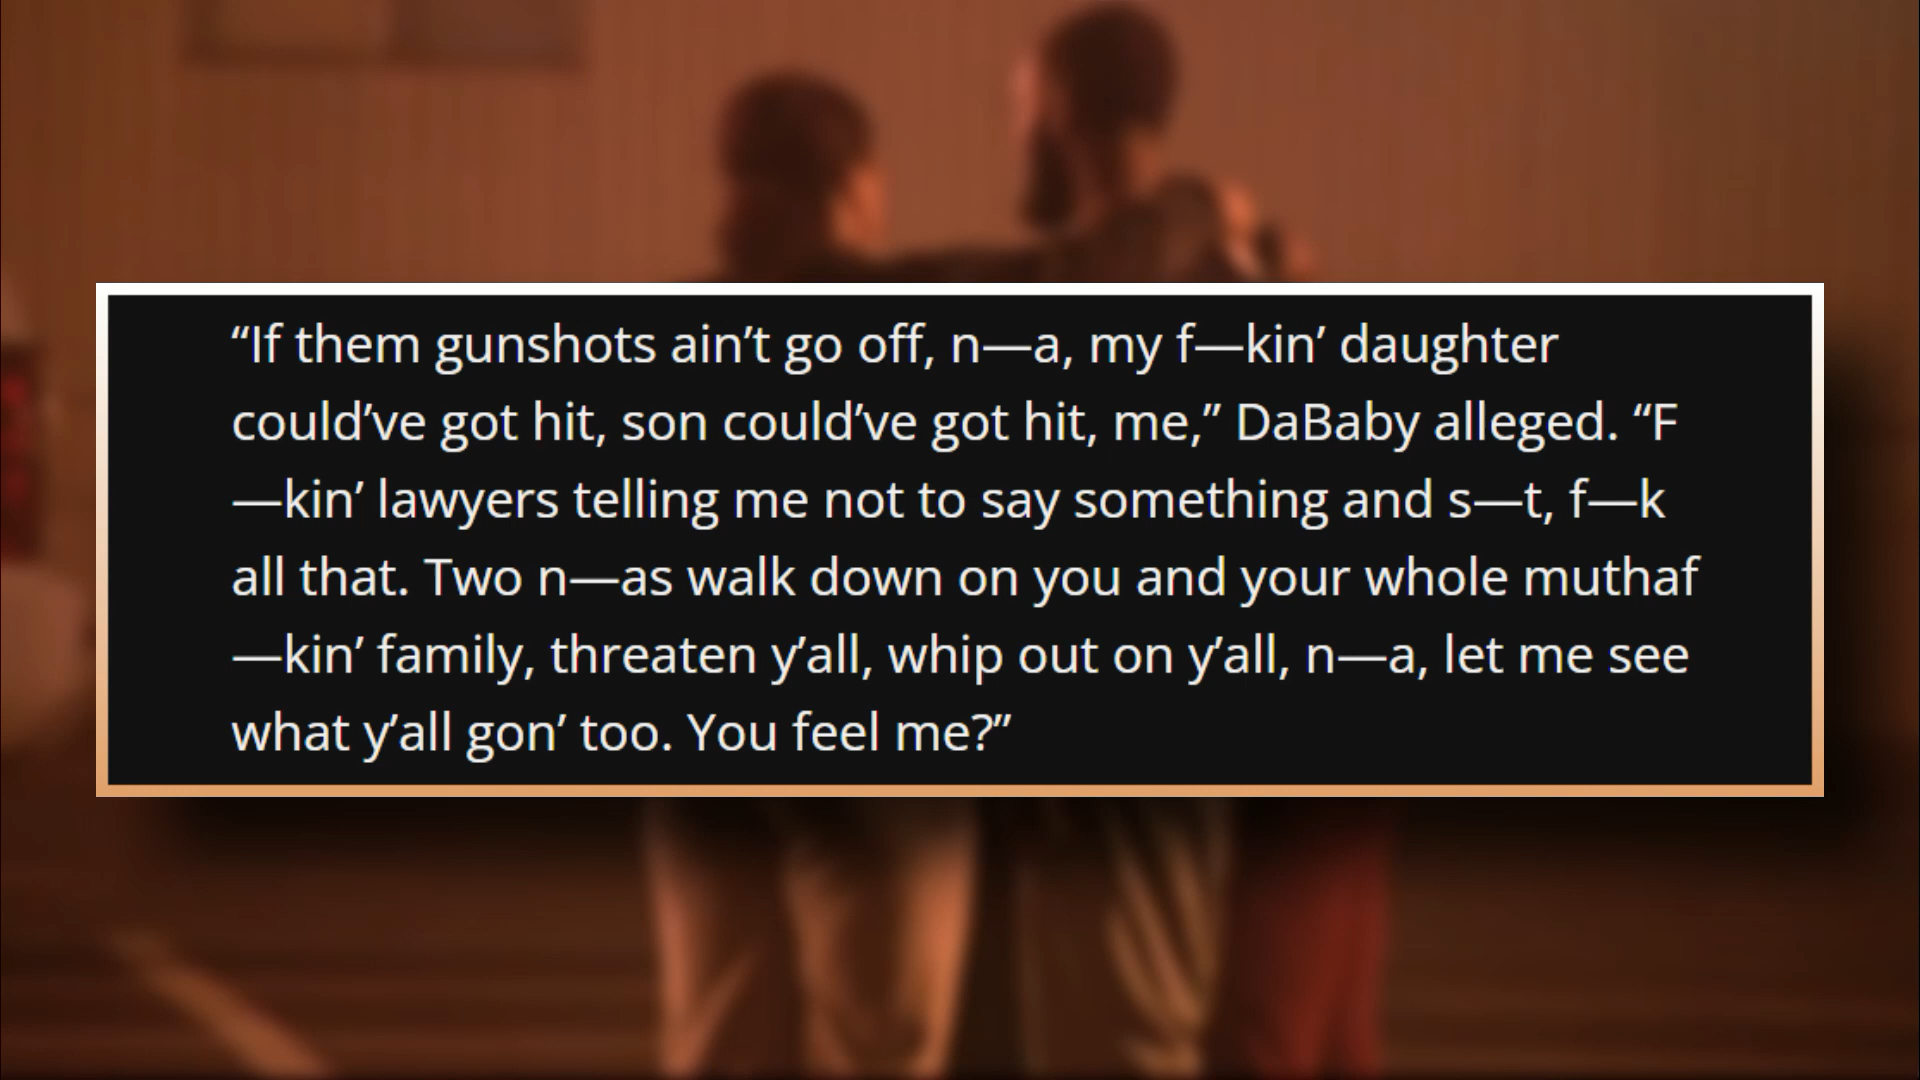 “If them gunshots ain’t go off, n—a, my f—kin’ daughter
could’ve got hit, son could’ve got hit, me,” DaBaby alleged. “F
—kin’ lawyers telling me not to say something and s—t, f—k
all that. Two n—as walk down on you and your whole muthaf
—kin’ family, threaten y’all, whip out on y’all, n—a, let me see
what y’all gon’ too. You feel me?”